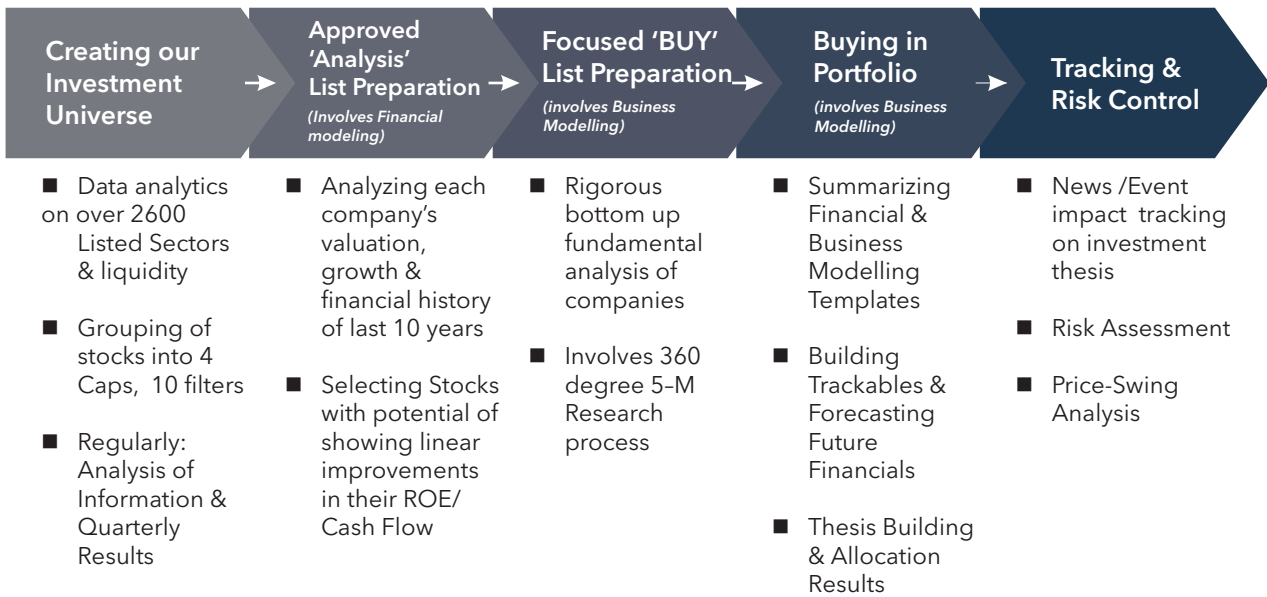 Creating our
Investment
Universe
Approved
‘Analysis’
List Preparation
(Involves Financial
modeling)
Focused ‘BUY’
List Preparation
(involves Business
Modelling)
Buying in
Portfolio
(involves Business
Modelling)
Tracking &
Risk Control
■ Data analytics
on over 2600
Listed Sectors
& liquidity
■ Grouping of
stocks into 4
Caps, 10 filters
■ Regularly:
Analysis of
Information &
Quarterly
Results
■ Analyzing each
company’s
valuation,
growth &
financial history
of last 10 years
■ Selecting Stocks
with potential of
showing linear
improvements
in their ROE/
Cash Flow
■ Rigorous
bottom up
fundamental
analysis of
companies
■ Involves 360
degree 5–M
Research
process
■ Summarizing
Financial &
Business
Modelling
Templates
■ Building
Trackables &
Forecasting
Future
Financials
■ Thesis Building
& Allocation
Results
■ News /Event
impact tracking
on investment
thesis
■ Risk Assessment
■ Price-Swing
Analysis